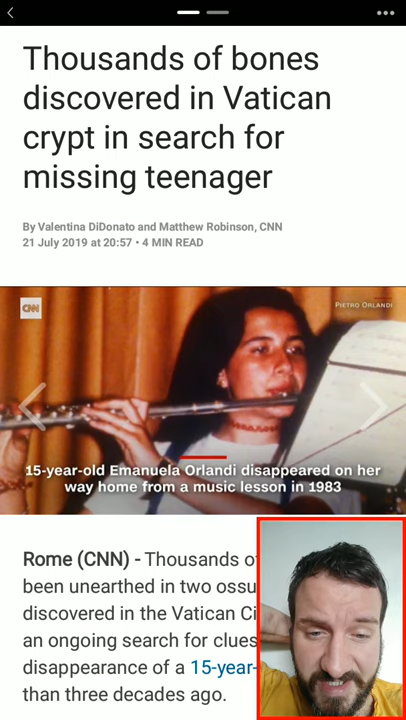 Thousands of bones
discovered in Vatican
crypt in search for
missing teenager
By Valentina DiDonato and Matthew Robinson, CNN
21 July 2019 at 20:57 • 4 MIN READ
CNN
PIETRO ORLANDI
15-year-old Emanuela Orlandi disappeared on her
way home from a music lesson in 1983
Rome (CNN) - Thousands
been unearthed in two
discovered in the Vatican
an ongoing search for clues
disappearance of a 15-year-
than three decades ago.